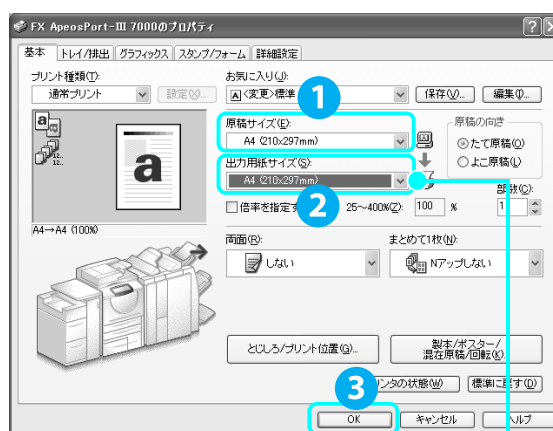 FX ApeosPort-III 7000のプロパティ
基本 トレイ/排出 グラフィックス スタンプ/フォーム 詳細設定
プリント種類(T):
通常プリント
設定(X)...
お気に入り(J):
A <変更>標準
保存(V)...
編集(I)...
1
原稿サイズ(E):
A4 (210x297mm)
原稿の向き
たて原稿(O)
よこ原稿(L)
出力用紙サイズ(S):
A4 (210x297mm)
2
倍率を指定す
25～400%(Z): 100 %
部数(C):
1
a
12..
12..
a
A4→A4 (100%)
両面(R):
しない
まとめて1枚(N):
Nアップしない
とじしろ/プリント位置(G)...
製本/ポスター/
混在原稿/回転(K)...
3
ンタの状態(W)
標準に戻す(D)
OK
キャンセル
ヘルプ